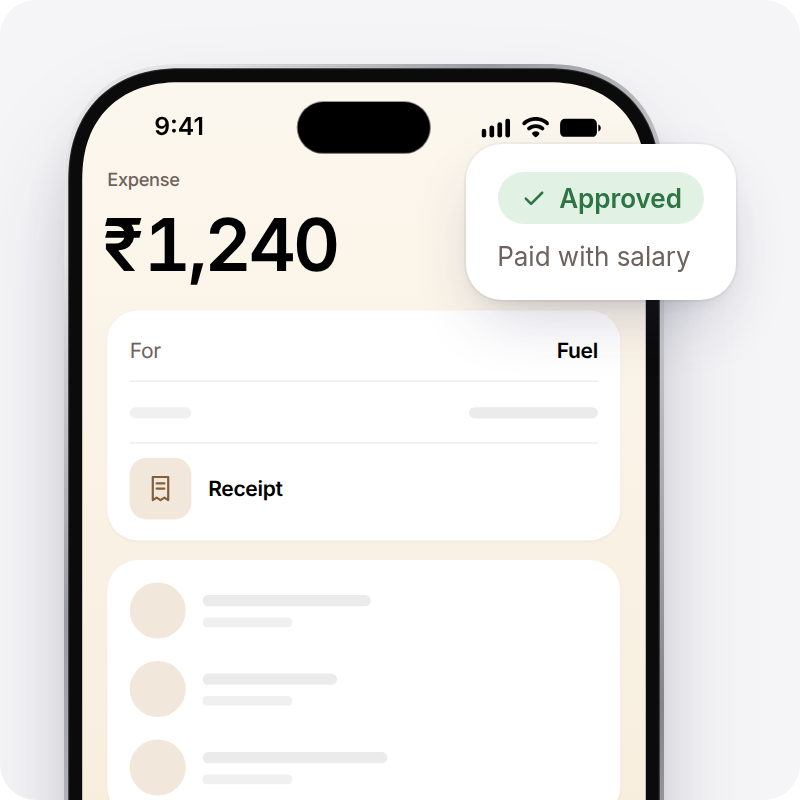 9:41
Expense
₹1,240
Approved
Paid with salary
For
Fuel
Receipt